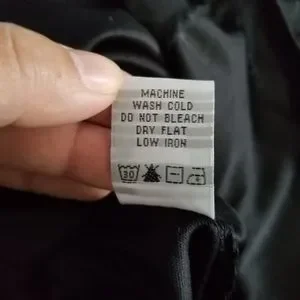 MACHINE
WASH COLD
DO NOT BLEACH
DRY FLAT
LOW IRON
30